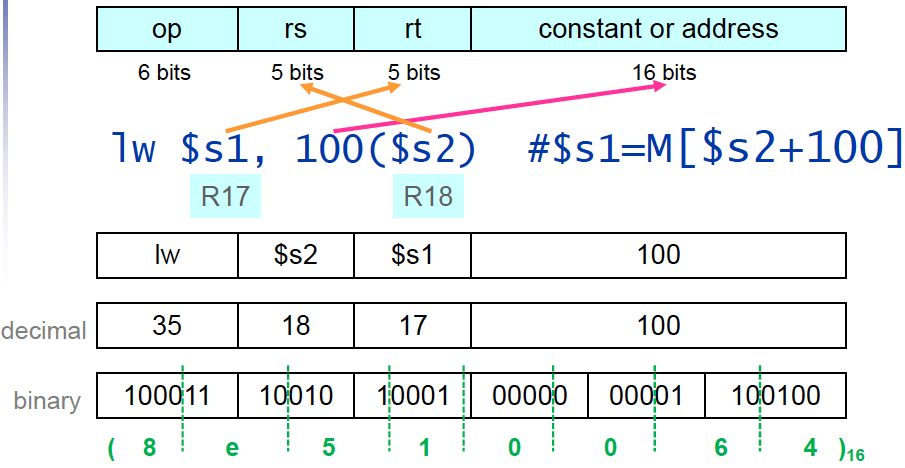 op rs rt constant or address
6 bits 5 bits 5 bits 16 bits
lw $s1, 100($s2) #$s1=M[$s2+100]
R17 R18
lw $s2 $s1 100
decimal 35 18 17 100
binary 100011 10010 10001 00000 00001 100100
( 8 e 5 1 0 0 6 4 )16